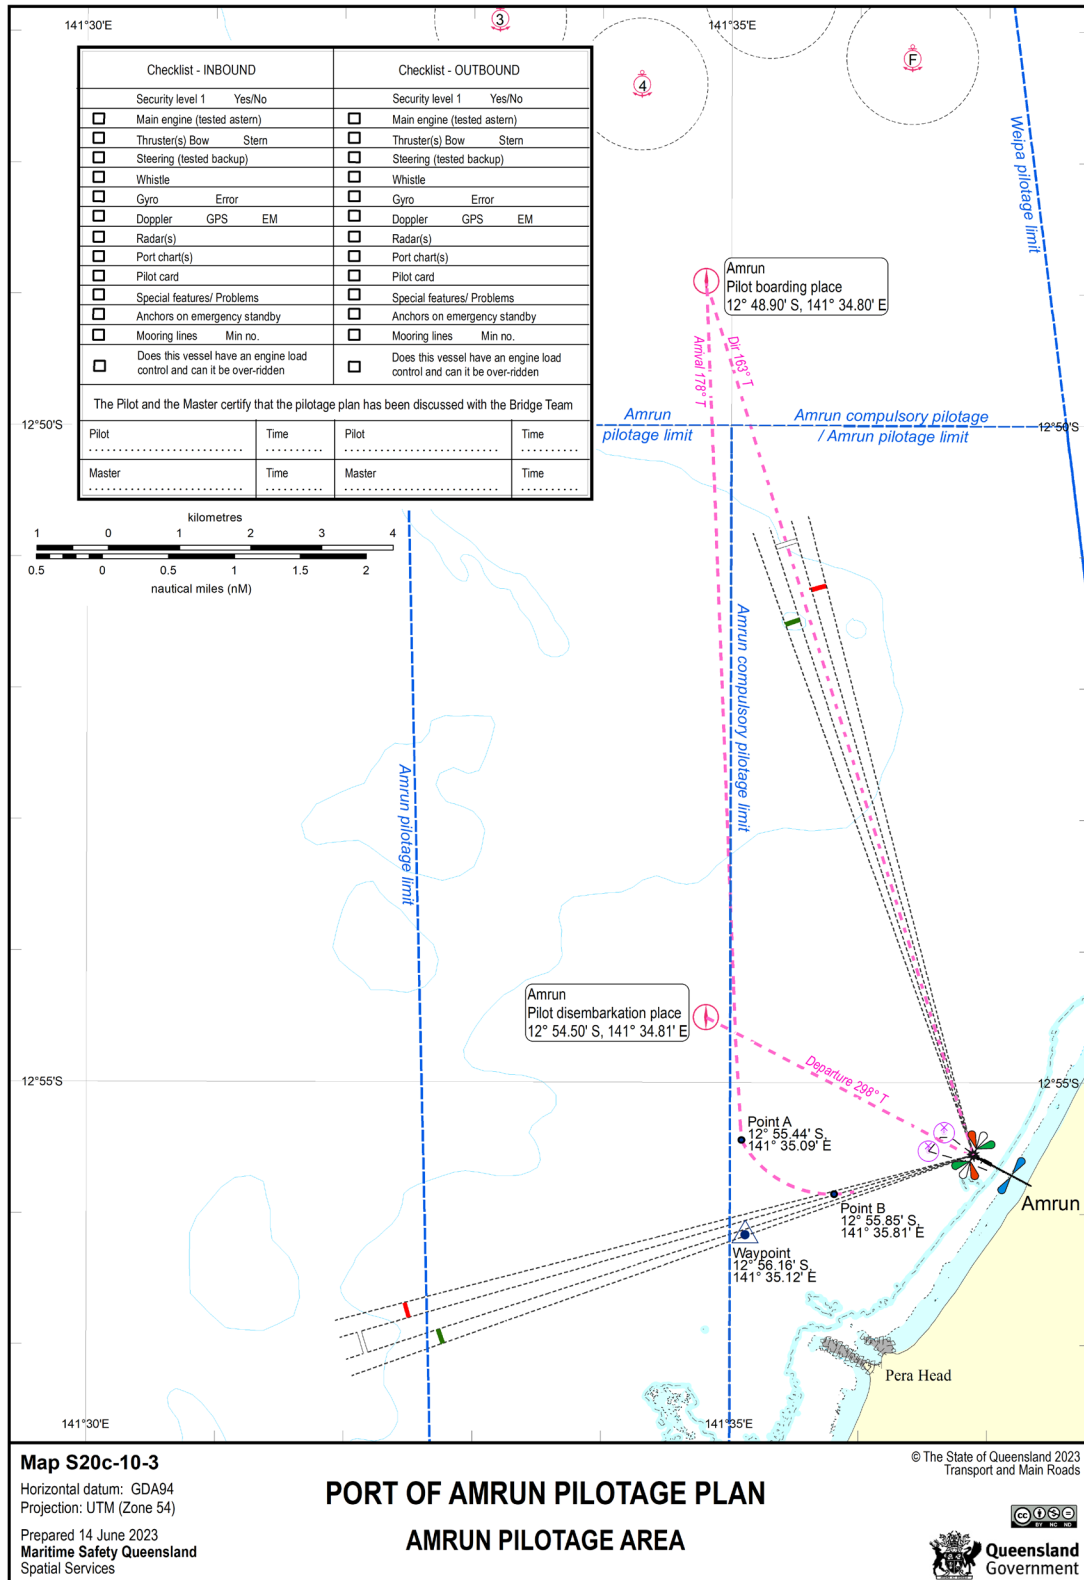 141°30'E
141°35'E
3
4
F
Checklist - INBOUND
Checklist - OUTBOUND
Security level 1 Yes/No
Security level 1 Yes/No
Main engine (tested astern)
Main engine (tested astern)
Thruster(s) Bow Stern
Thruster(s) Bow Stern
Steering (tested backup)
Steering (tested backup)
Whistle
Whistle
Gyro Error
Gyro Error
Doppler GPS EM
Doppler GPS EM
Radar(s)
Radar(s)
Port chart(s)
Port chart(s)
Pilot card
Pilot card
Special features/ Problems
Special features/ Problems
Anchors on emergency standby
Anchors on emergency standby
Mooring lines Min no.
Mooring lines Min no.
Does this vessel have an engine load
control and can it be over-ridden
Does this vessel have an engine load
control and can it be over-ridden
The Pilot and the Master certify that the pilotage plan has been discussed with the Bridge Team
Pilot Time Pilot Time
Master Time Master Time
Weipa pilotage limit
Amrun
Pilot boarding place
12° 48.90' S, 141° 34.80' E
Arrival 178° T
Dir 163° T
Amrun
pilotage limit
Amrun compulsory pilotage
/ Amrun pilotage limit
12°50'S
12°50'S
kilometres
1 0 1 2 3 4
0.5 0 0.5 1 1.5 2
nautical miles (nM)
Amrun pilotage limit
Amrun compulsory pilotage limit
Amrun
Pilot disembarkation place
12° 54.50' S, 141° 34.81' E
Departure 298° T
12°55'S
12°55'S
Point A
12° 55.44' S,
141° 35.09' E
Point B
12° 55.85' S,
141° 35.81' E
Amrun
Waypoint
12° 56.16' S,
141° 35.12' E
Pera Head
141°30'E
141°35'E
Map S20c-10-3
Horizontal datum: GDA94
Projection: UTM (Zone 54)
Prepared 14 June 2023
Maritime Safety Queensland
Spatial Services
PORT OF AMRUN PILOTAGE PLAN
AMRUN PILOTAGE AREA
© The State of Queensland 2023
Transport and Main Roads
cc
BY NC ND
Queensland
Government